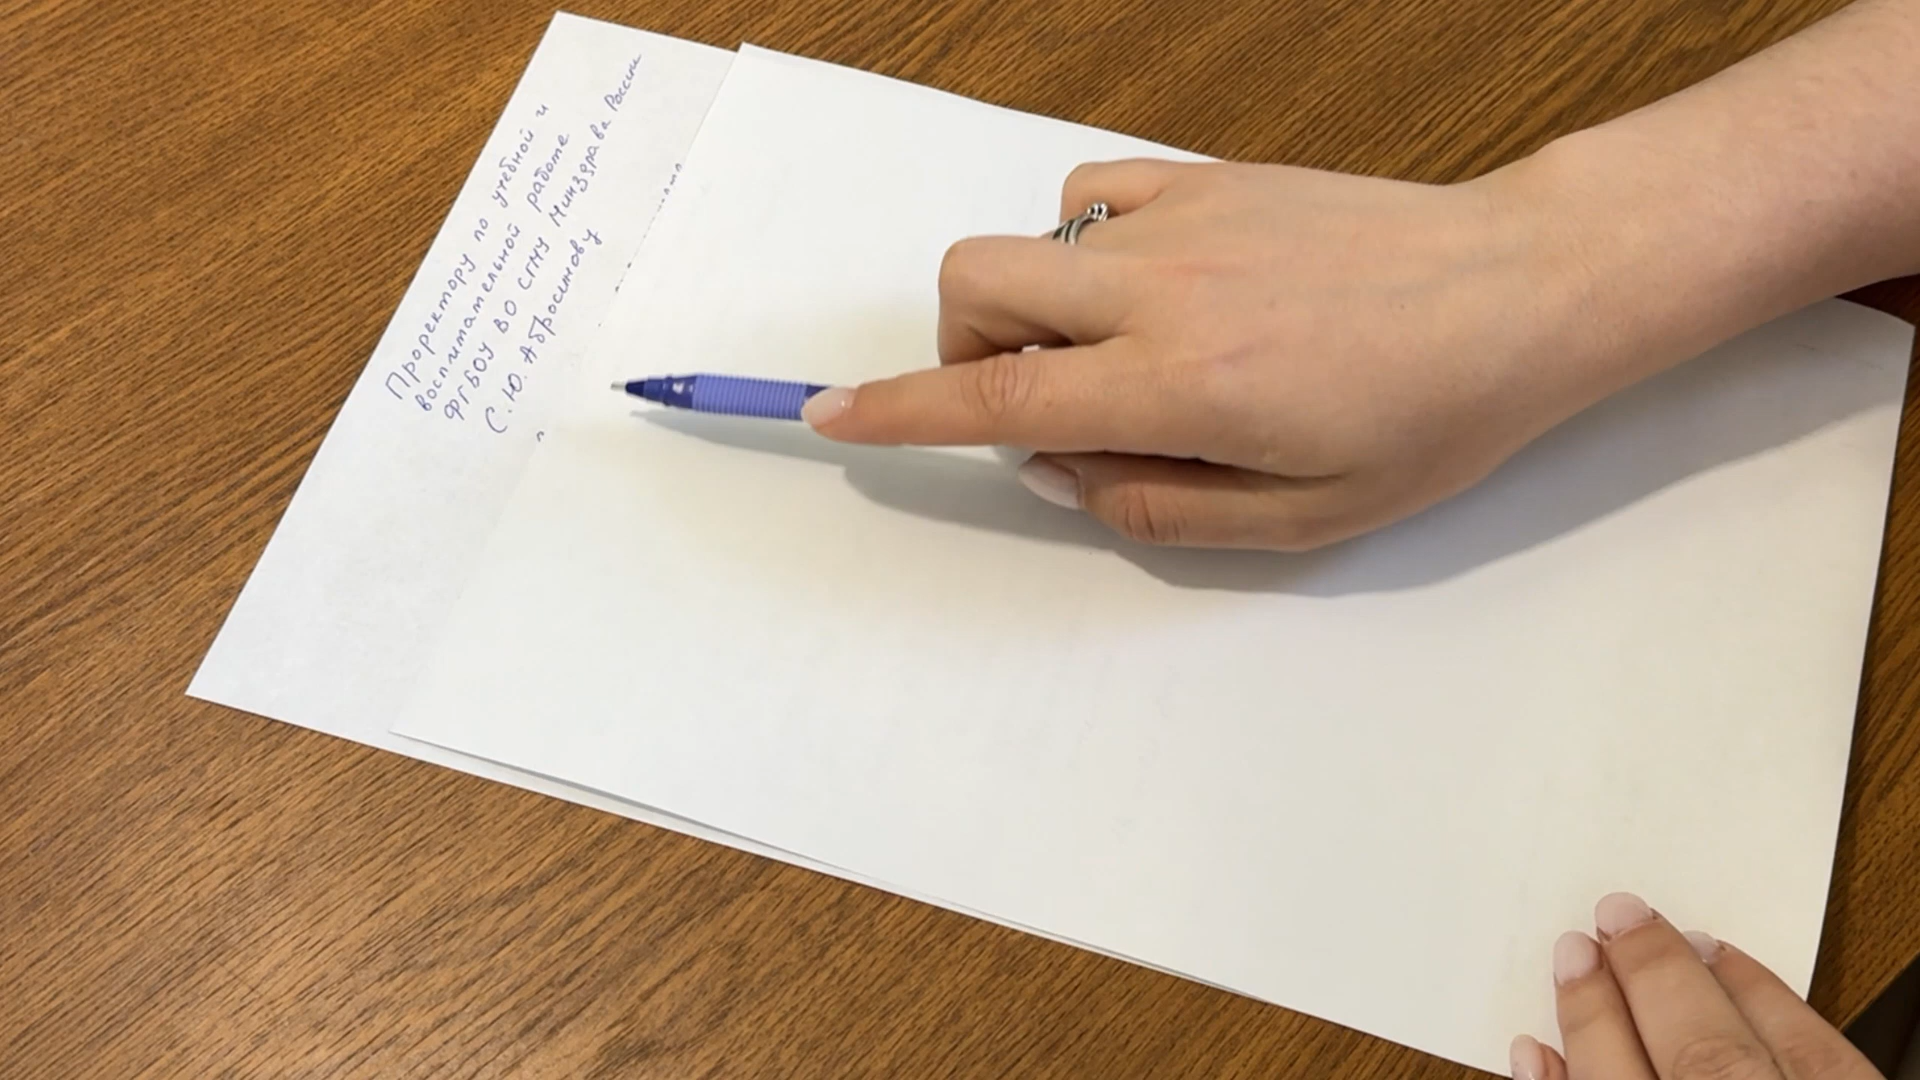 Проректору по учебной и
воспитательной работе
ФГБОУ ВО СГМУ Минздрава России
С.Ю. Абросимову